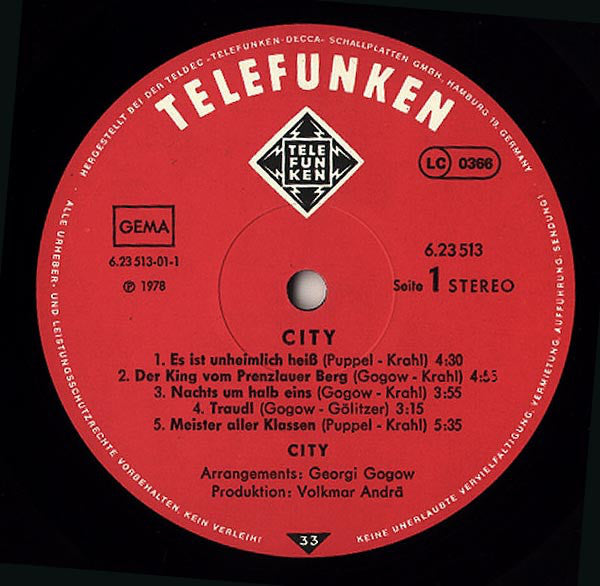 HERGESTELLT BEI DER TELDEC »TELEFUNKEN-DECCA« SCHALLPLATTEN GMBH, HAMBURG 19, GERMANY
TELEFUNKEN
TELE
FUN
KEN
LC 0366
GEMA
6.23 513-01-1
Ⓟ 1978
6.23 513
Seite 1 STEREO
CITY
1. Es ist unheimlich heiß (Puppel - Krahl) 4:30
2. Der King vom Prenzlauer Berg (Gogow - Krahl) 4:55
3. Nachts um halb eins (Gogow - Krahl) 3:55
4. Traudl (Gogow - Gölitzer) 3:15
5. Meister aller Klassen (Puppel - Krahl) 5:35
CITY
Arrangements: Georgi Gogow
Produktion: Volkmar Andrä
33
ALLE URHEBER- UND LEISTUNGSSCHUTZRECHTE VORBEHALTEN. KEIN VERLEIH!
KEINE UNERLAUBTE VERVIELFÄLTIGUNG, VERMIETUNG, AUFFÜHRUNG, SENDUNG!